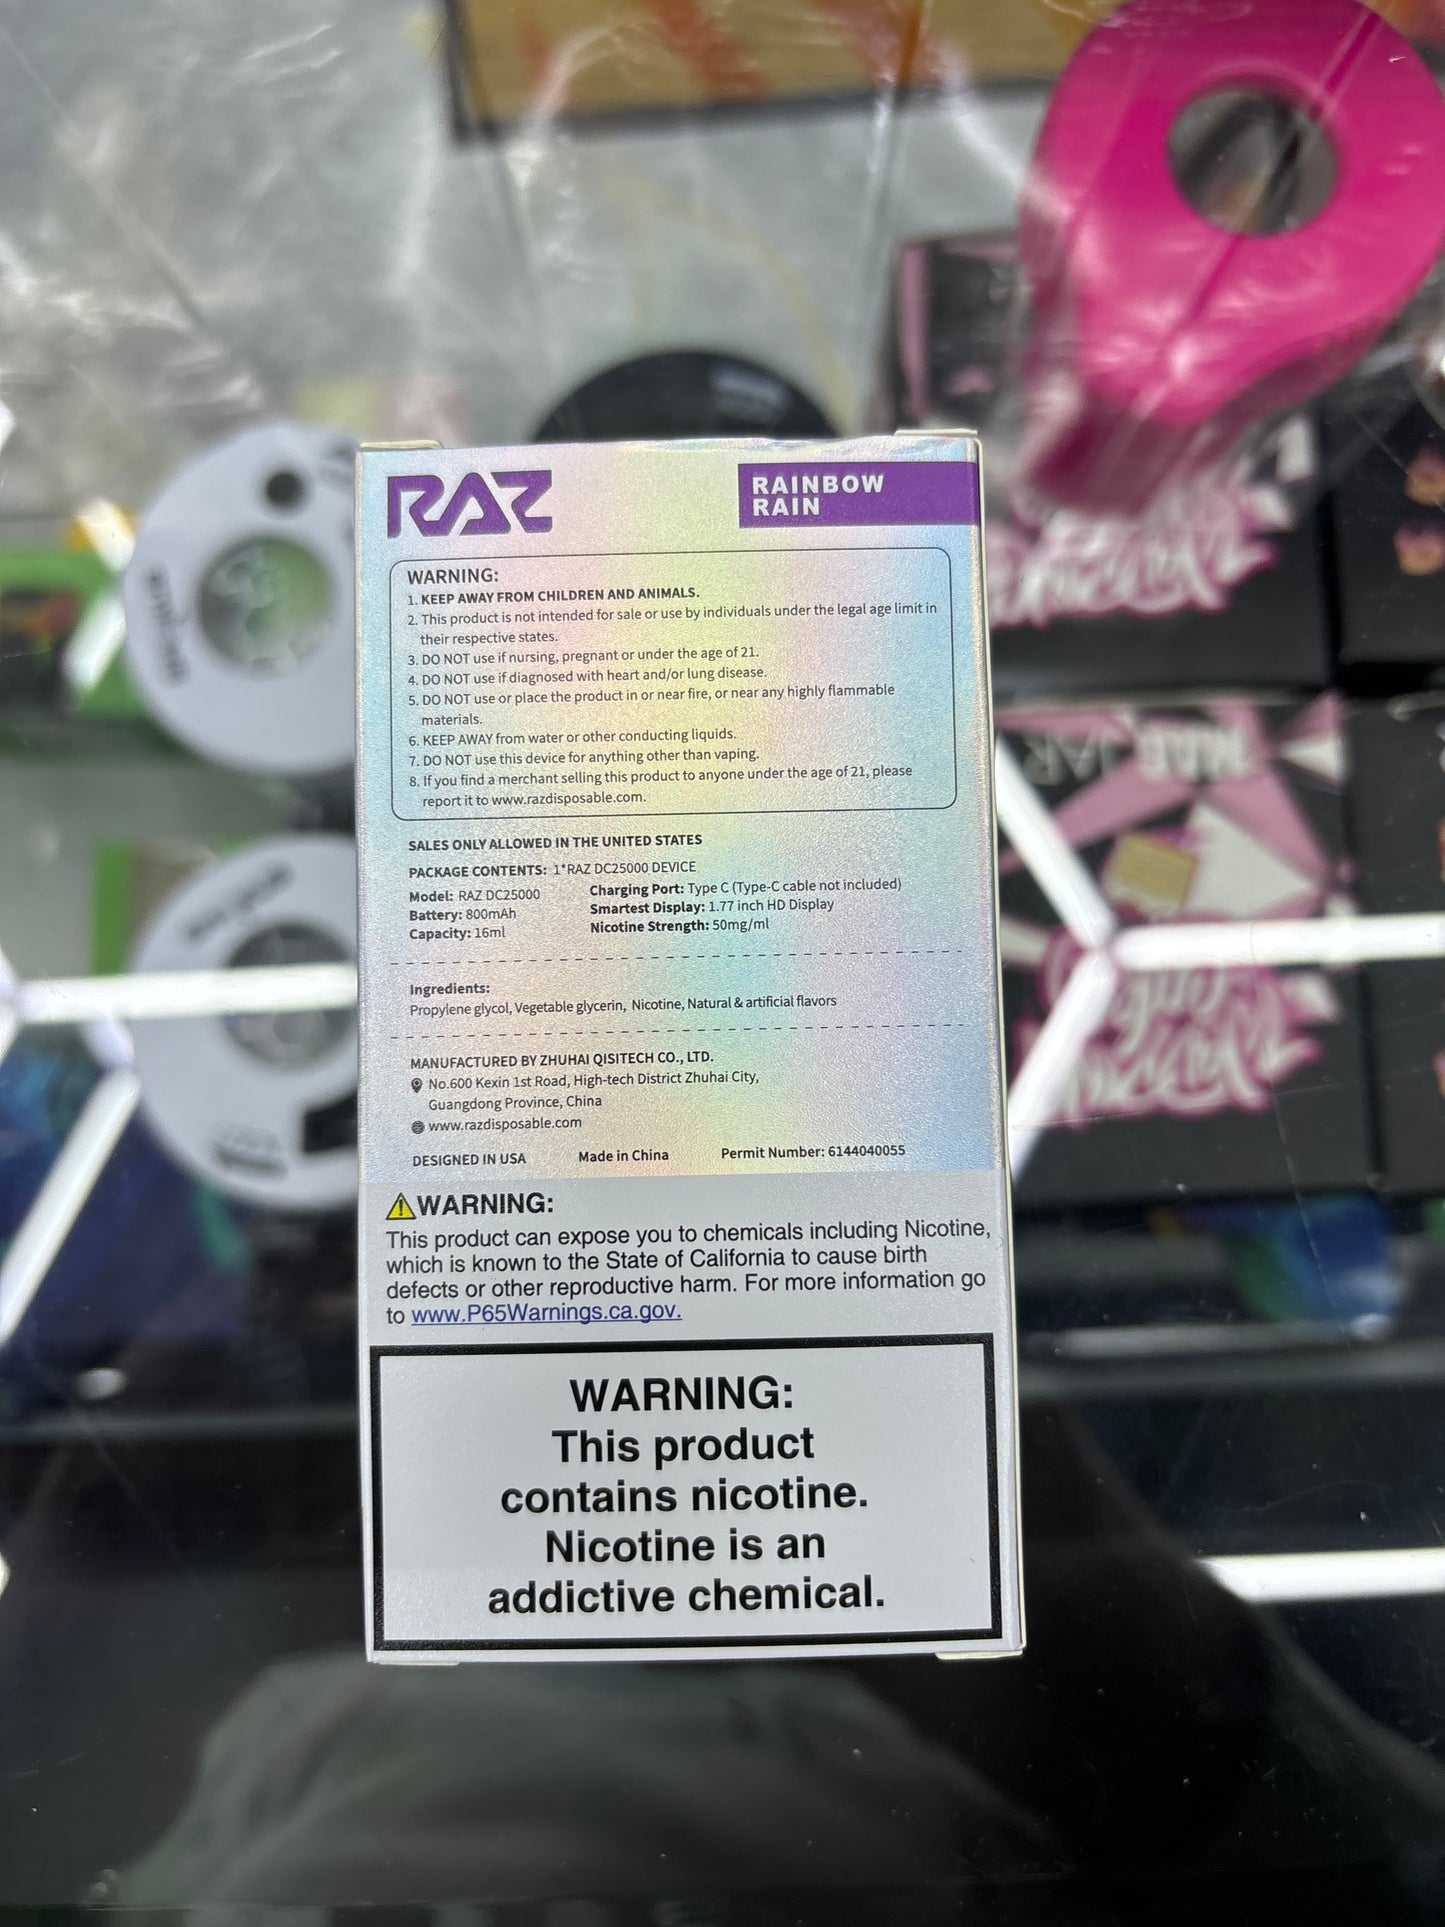 RAZ
RAINBOW
RAIN
WARNING:
1. KEEP AWAY FROM CHILDREN AND ANIMALS.
2. This product is not intended for sale or use by individuals under the legal age limit in
their respective states.
3. DO NOT use if nursing, pregnant or under the age of 21.
4. DO NOT use if diagnosed with heart and/or lung disease.
5. DO NOT use or place the product in or near fire, or near any highly flammable
materials.
6. KEEP AWAY from water or other conducting liquids.
7. DO NOT use this device for anything other than vaping.
8. If you find a merchant selling this product to anyone under the age of 21, please
report it to www.razdisposable.com.
SALES ONLY ALLOWED IN THE UNITED STATES
PACKAGE CONTENTS: 1*RAZ DC25000 DEVICE
Model: RAZ DC25000
Battery: 800mAh
Capacity: 16ml
Charging Port: Type C (Type-C cable not included)
Smartest Display: 1.77 inch HD Display
Nicotine Strength: 50mg/ml
Ingredients:
Propylene glycol, Vegetable glycerin, Nicotine, Natural & artificial flavors
MANUFACTURED BY ZHUHAI QISITECH CO., LTD.
No.600 Kexin 1st Road, High-tech District Zhuhai City,
Guangdong Province, China
www.razdisposable.com
DESIGNED IN USA Made in China Permit Number: 6144040055
WARNING:
This product can expose you to chemicals including Nicotine,
which is known to the State of California to cause birth
defects or other reproductive harm. For more information go
to www.P65Warnings.ca.gov.
WARNING:
This product
contains nicotine.
Nicotine is an
addictive chemical.